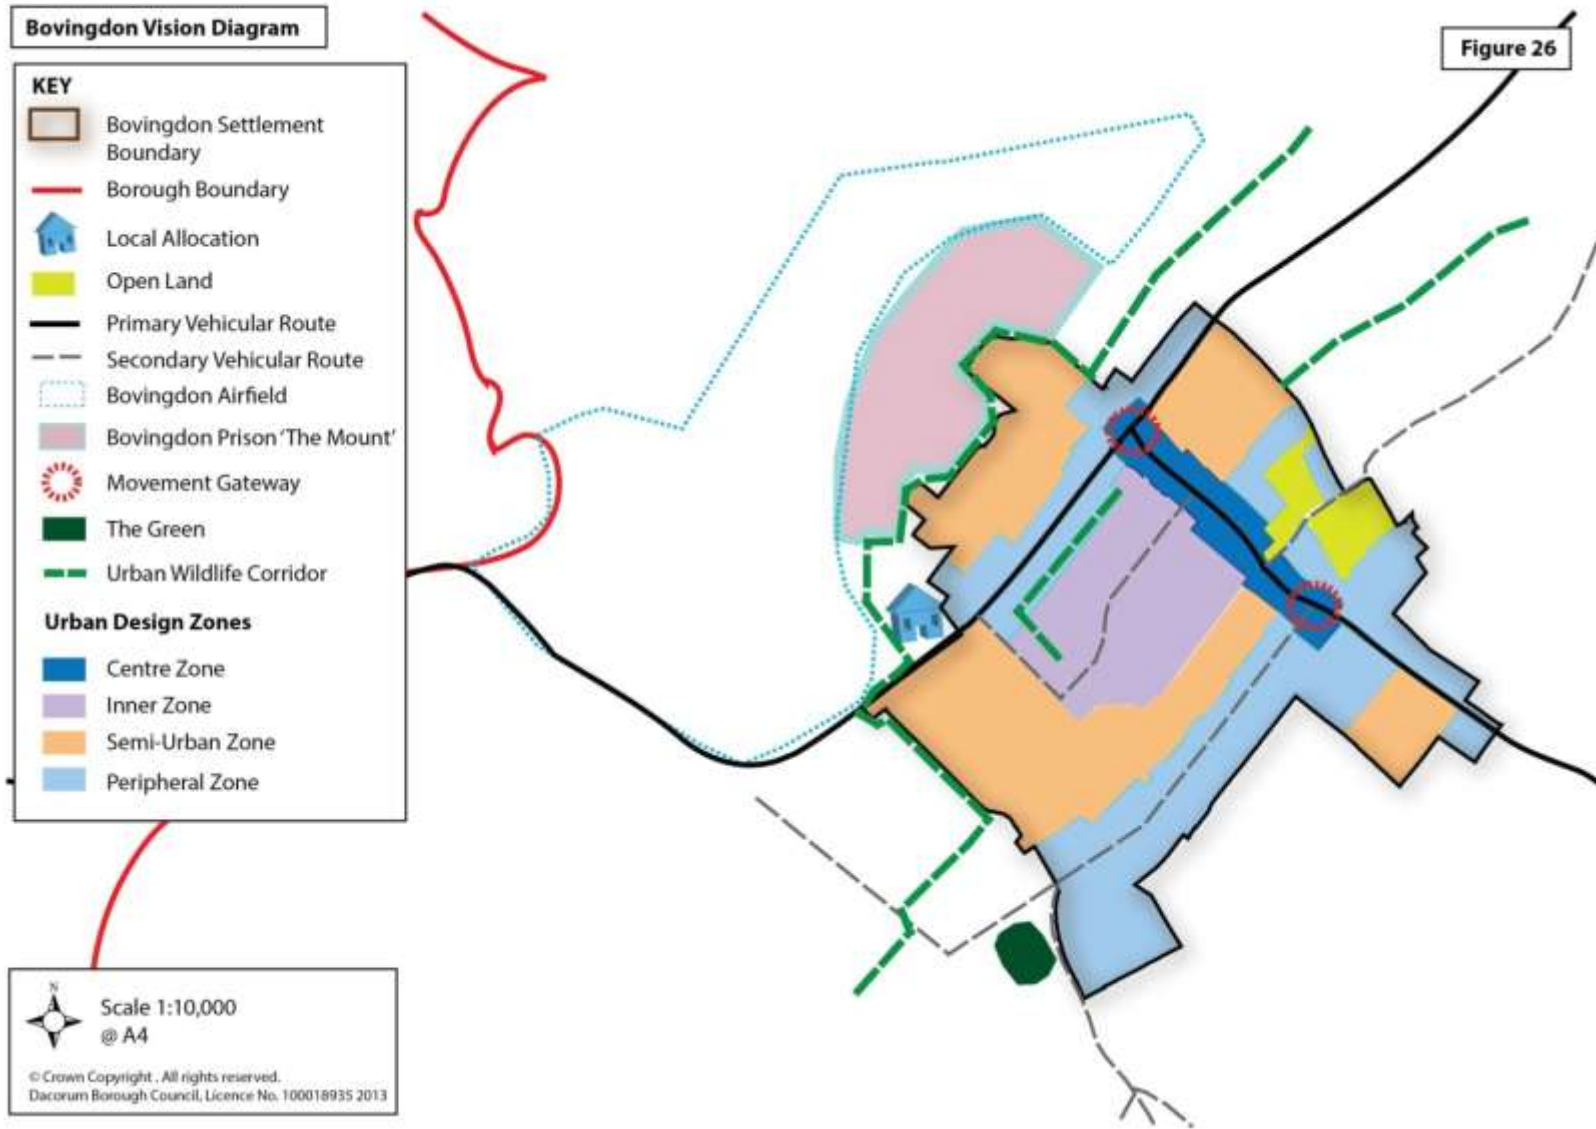 Bovingdon Vision Diagram
Figure 26
KEY
Bovingdon Settlement
Boundary
Borough Boundary
Local Allocation
Open Land
Primary Vehicular Route
Secondary Vehicular Route
Bovingdon Airfield
Bovingdon Prison 'The Mount'
Movement Gateway
The Green
Urban Wildlife Corridor
Urban Design Zones
Centre Zone
Inner Zone
Semi-Urban Zone
Peripheral Zone
N
Scale 1:10,000
@ A4
© Crown Copyright . All rights reserved.
Dacorum Borough Council, Licence No. 100018935 2013